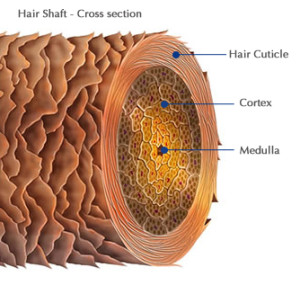 Hair Shaft - Cross section
Hair Cuticle
Cortex
Medulla